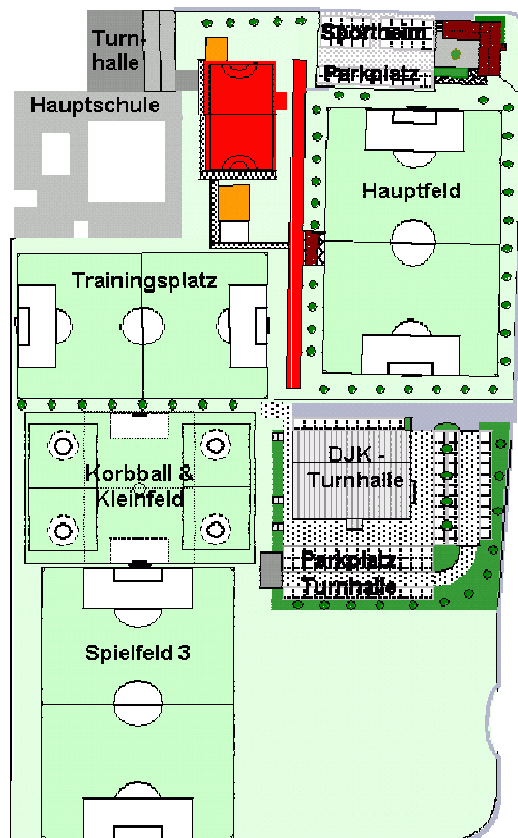 Turn-
halle
Sportheim
Parkplatz
Hauptschule
Hauptfeld
Trainingsplatz
Korbball &
Kleinfeld
DJK -
Turnhalle
Parkplatz
Turnhalle
Spielfeld 3